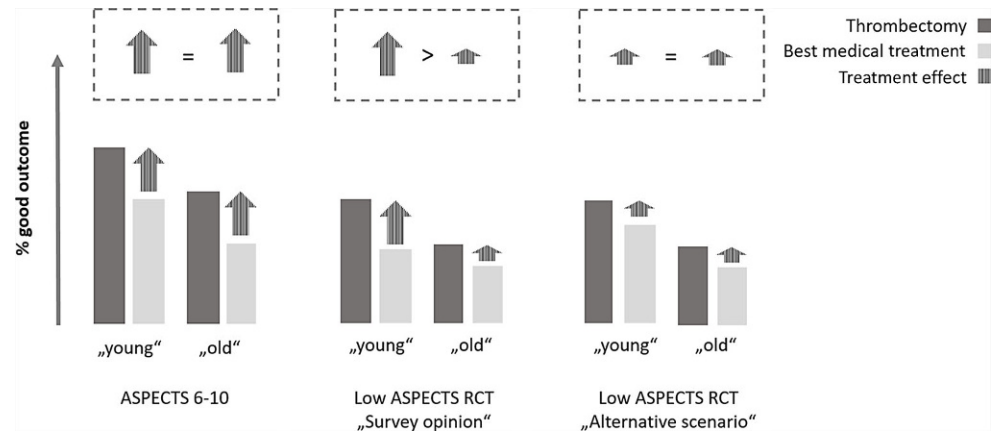 = > =
Thrombectomy
Best medical treatment
Treatment effect
% good outcome
„young“ „old“ „young“ „old“ „young“ „old“
ASPECTS 6-10 Low ASPECTS RCT Low ASPECTS RCT
„Survey opinion“ „Alternative scenario“